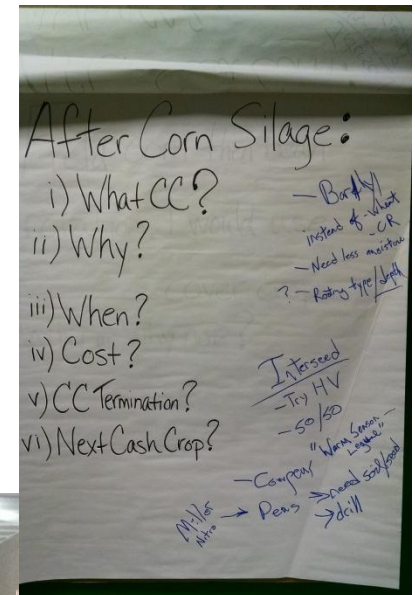 After Corn Silage:
i) What CC?
ii) Why?
iii) When?
iv) Cost?
v) CC Termination?
vi) Next Cash Crop?
instead of - Wheat
- CR
- Need less moisture
? - Rooting type/depth
Interseed
- Try HV
- 50/50
"Warm Season
Legume"
- Cowpeas
Peas
→ need soil/seed
→ drill